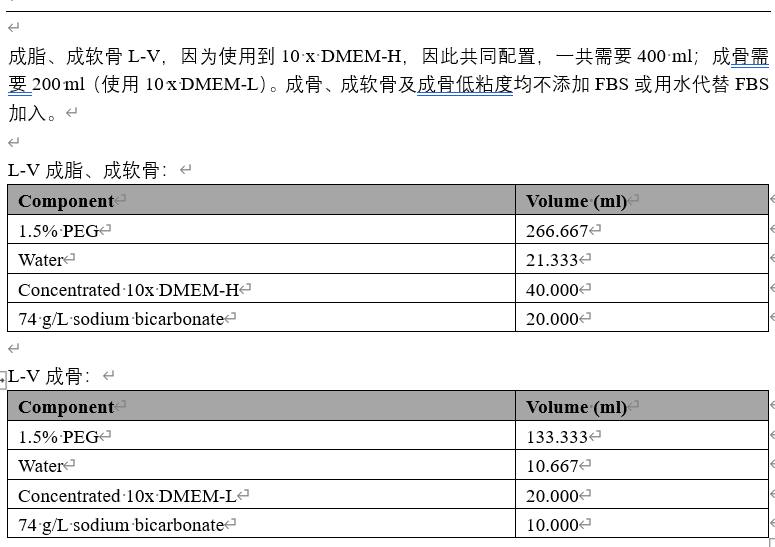 成脂、成软骨 L-V，因为使用到 10 x DMEM-H，因此共同配置，一共需要 400 ml；成骨需
要 200 ml（使用 10 x DMEM-L）。成骨、成软骨及成骨低粘度均不添加 FBS 或用水代替 FBS
加入。
L-V 成脂、成软骨：
Component Volume (ml)
1.5% PEG 266.667
Water 21.333
Concentrated 10x DMEM-H 40.000
74 g/L sodium bicarbonate 20.000
L-V 成骨：
Component Volume (ml)
1.5% PEG 133.333
Water 10.667
Concentrated 10x DMEM-L 20.000
74 g/L sodium bicarbonate 10.000